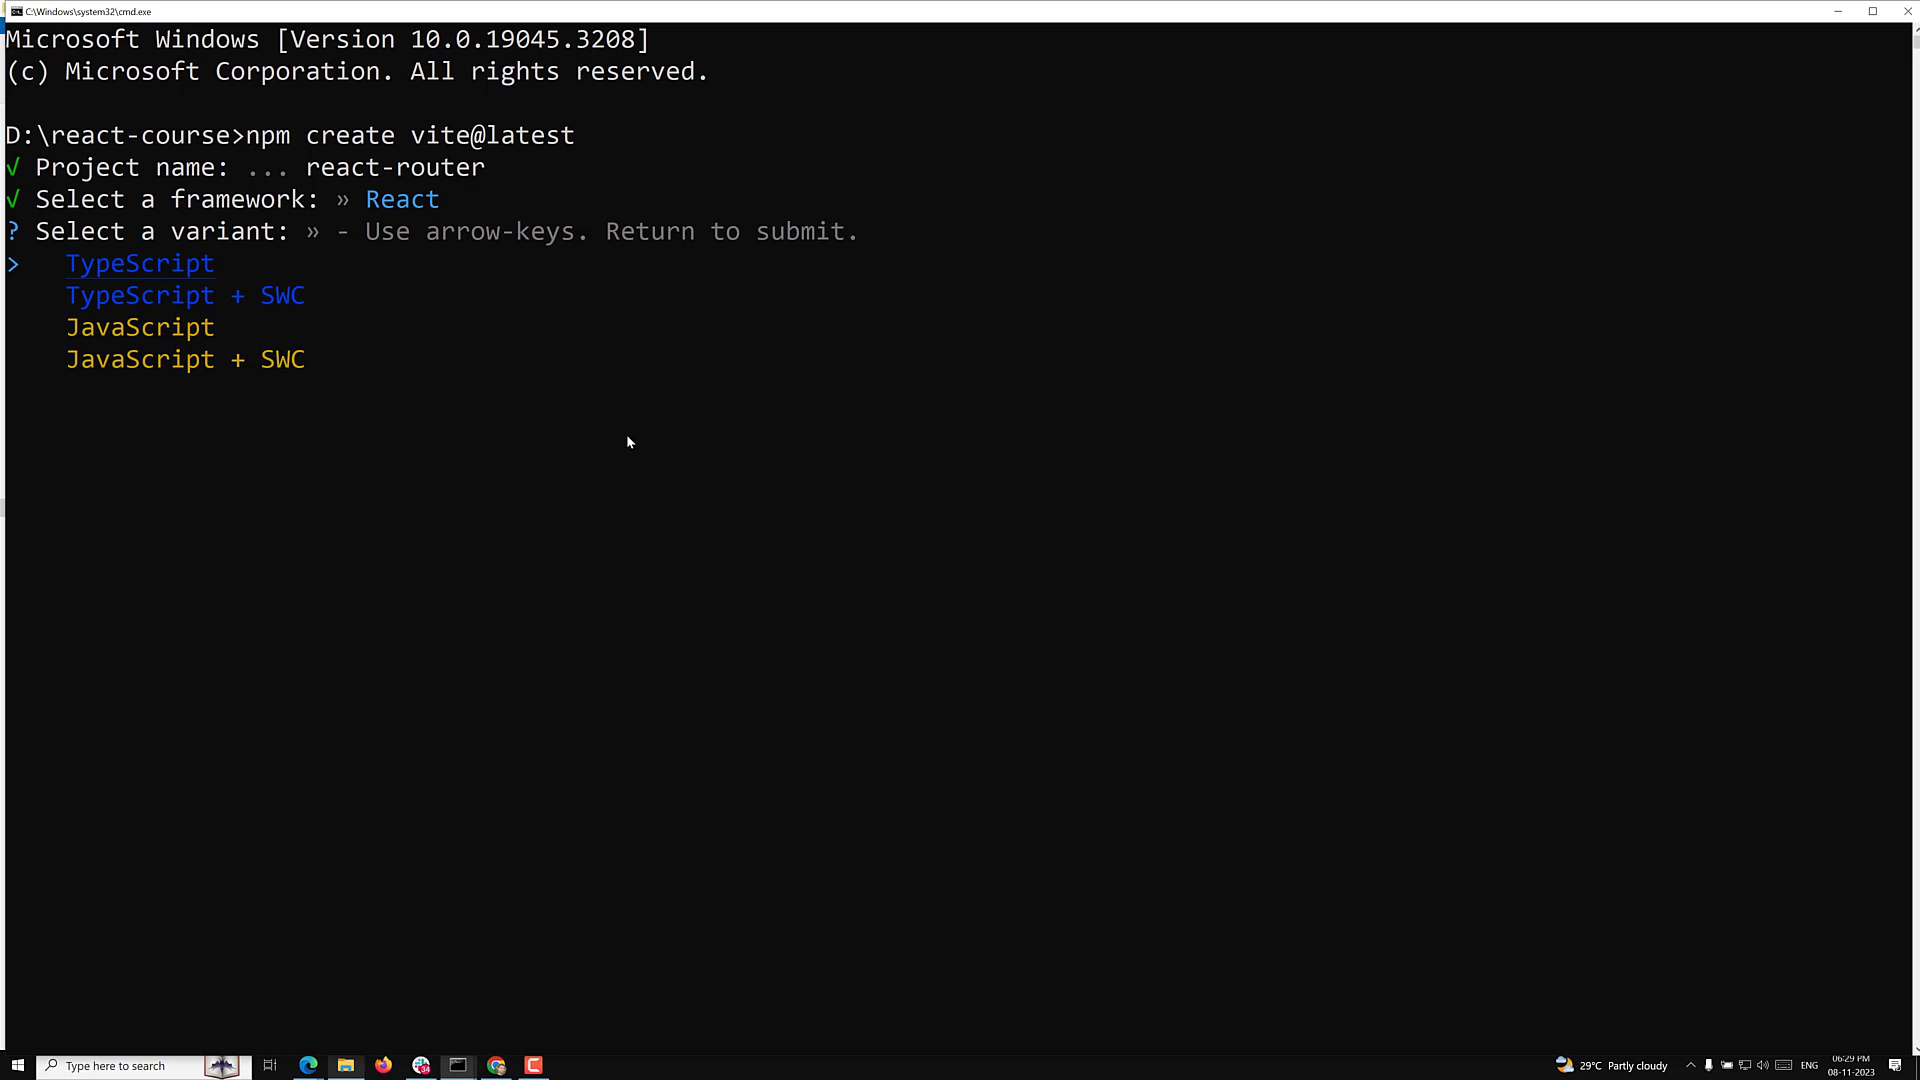 C:\Windows\system32\cmd.exe
Microsoft Windows [Version 10.0.19045.3208]
(c) Microsoft Corporation. All rights reserved.
D:\react-course>npm create vite@latest
√ Project name: ... react-router
√ Select a framework: » React
? Select a variant: » - Use arrow-keys. Return to submit.
> TypeScript
TypeScript + SWC
JavaScript
JavaScript + SWC
Type here to search
34
29°C Partly cloudy
ENG
06:29 PM
08-11-2023